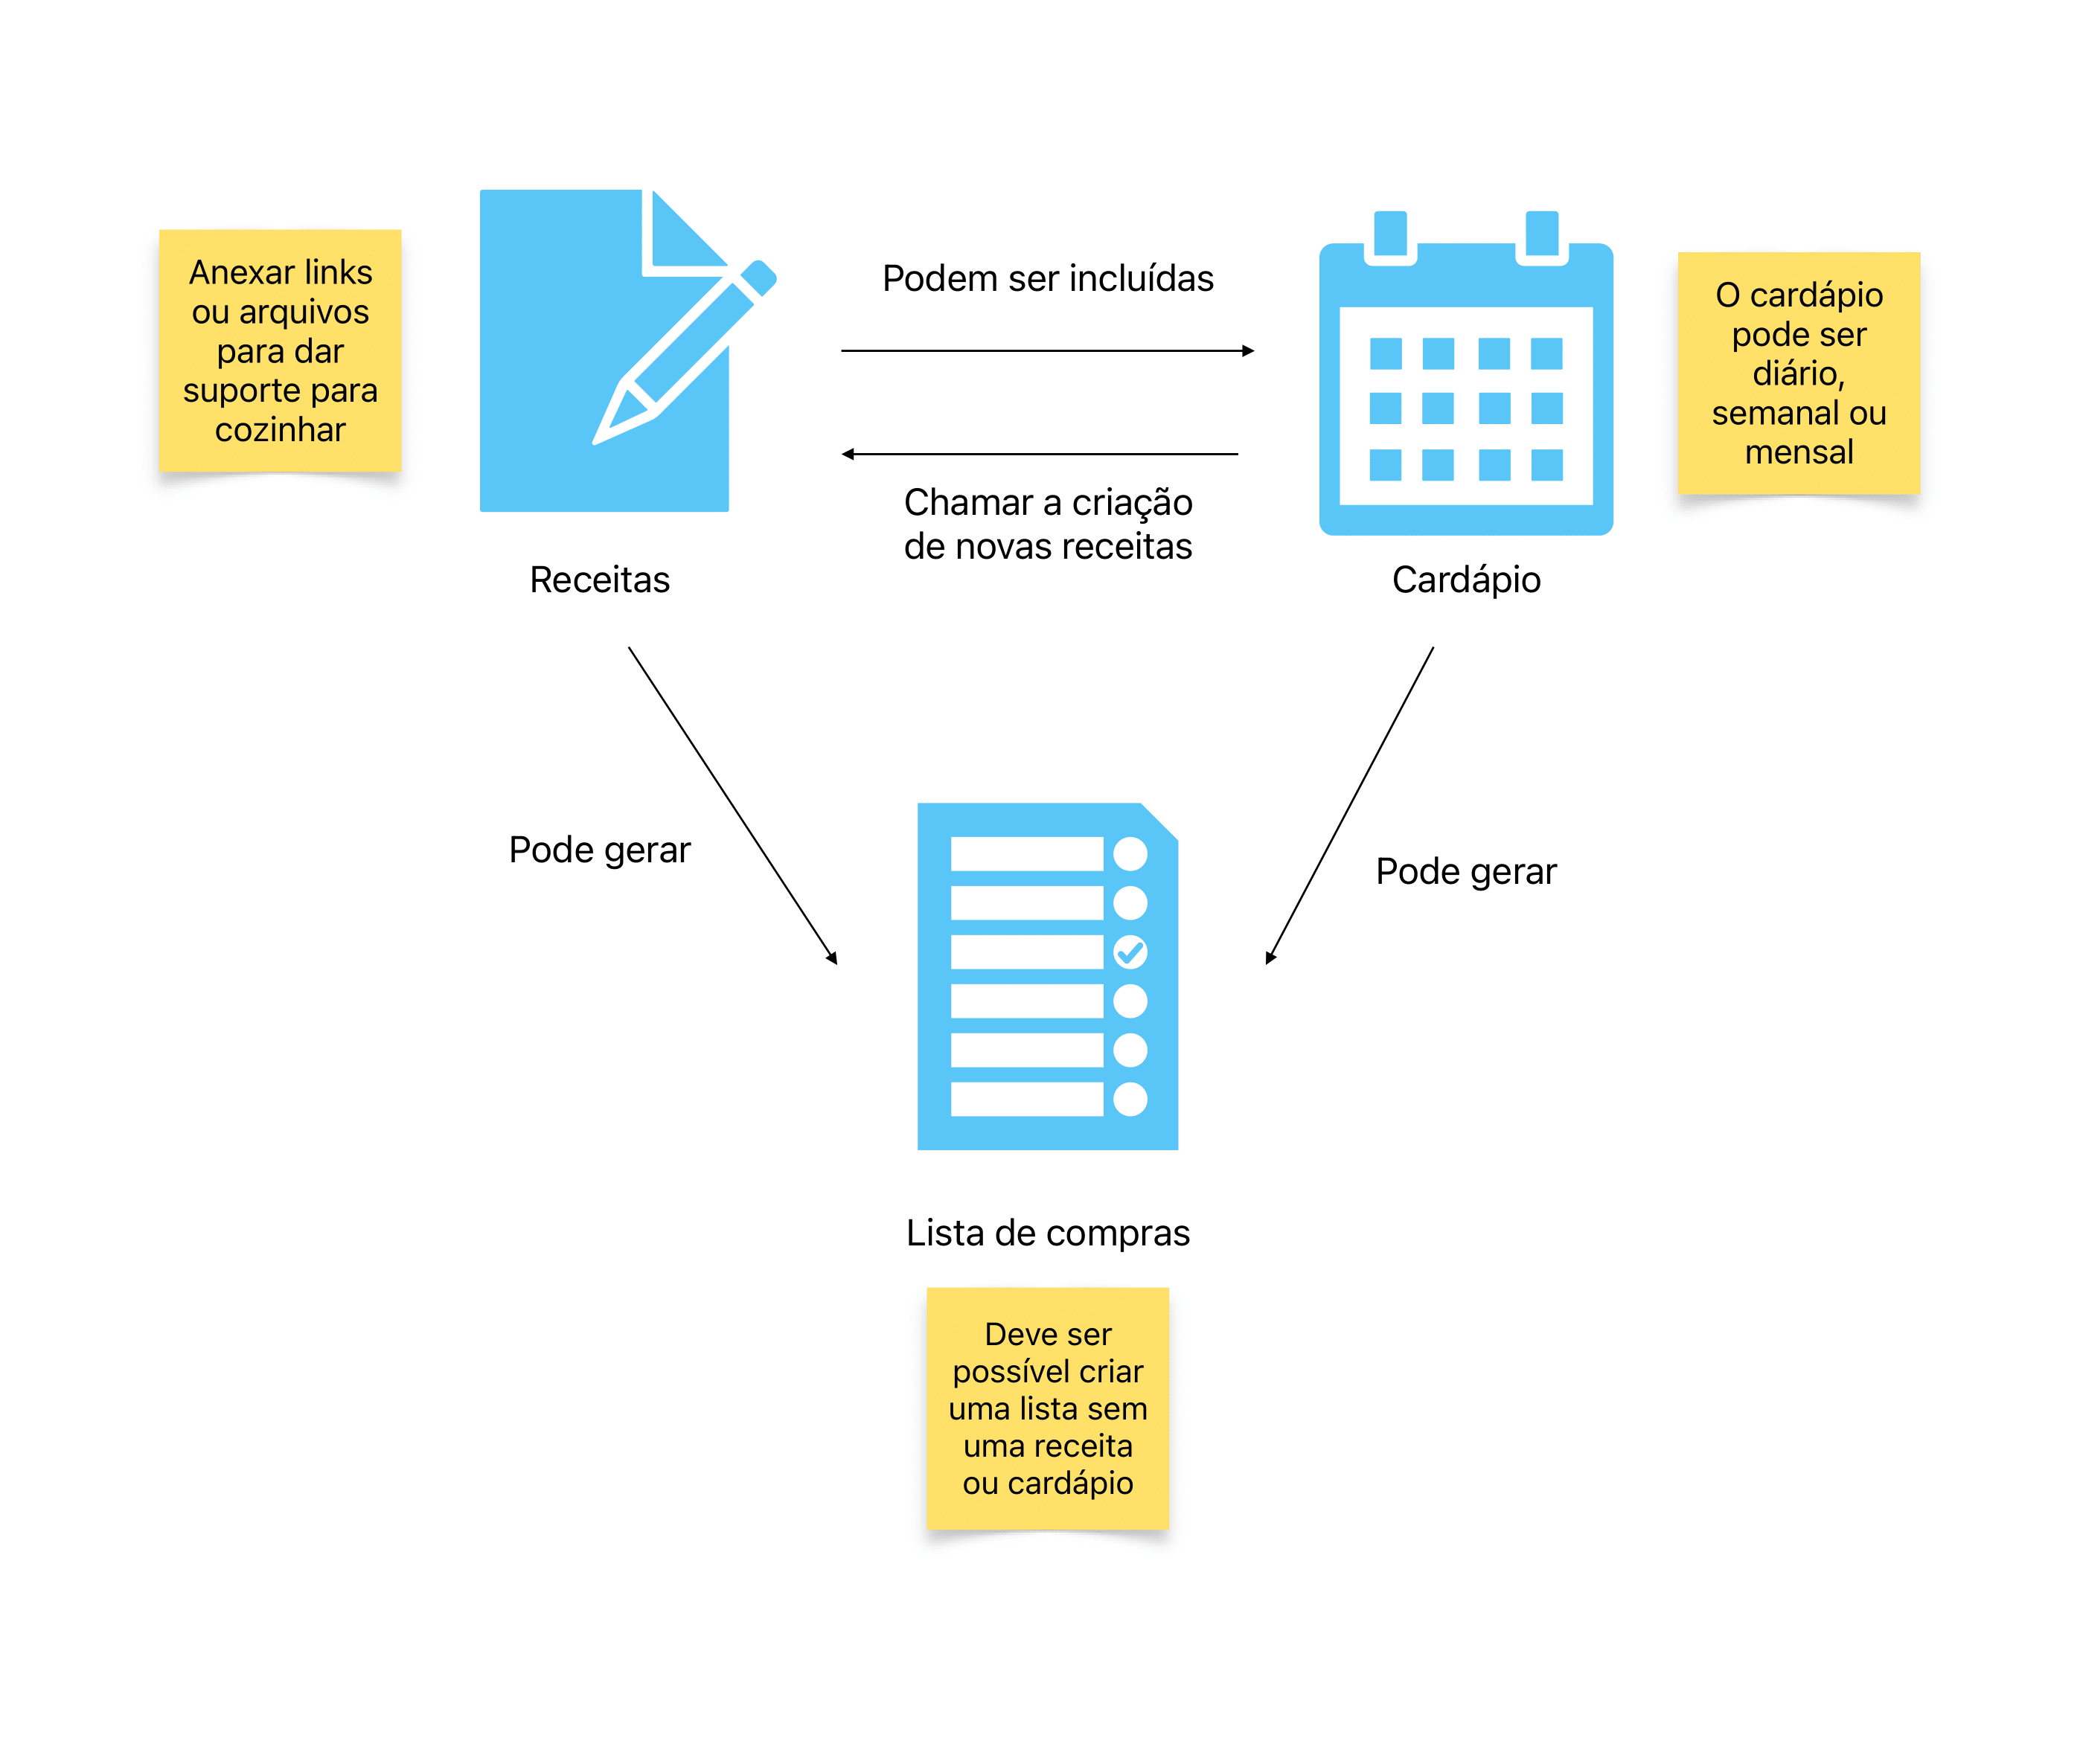 Anexar links
ou arquivos
para dar
suporte para
cozinhar
Podem ser incluídas
O cardápio
pode ser
diário,
semanal ou
mensal
Chamar a criação
de novas receitas
Receitas
Cardápio
Pode gerar
Pode gerar
Lista de compras
Deve ser
possível criar
uma lista sem
uma receita
ou cardápio